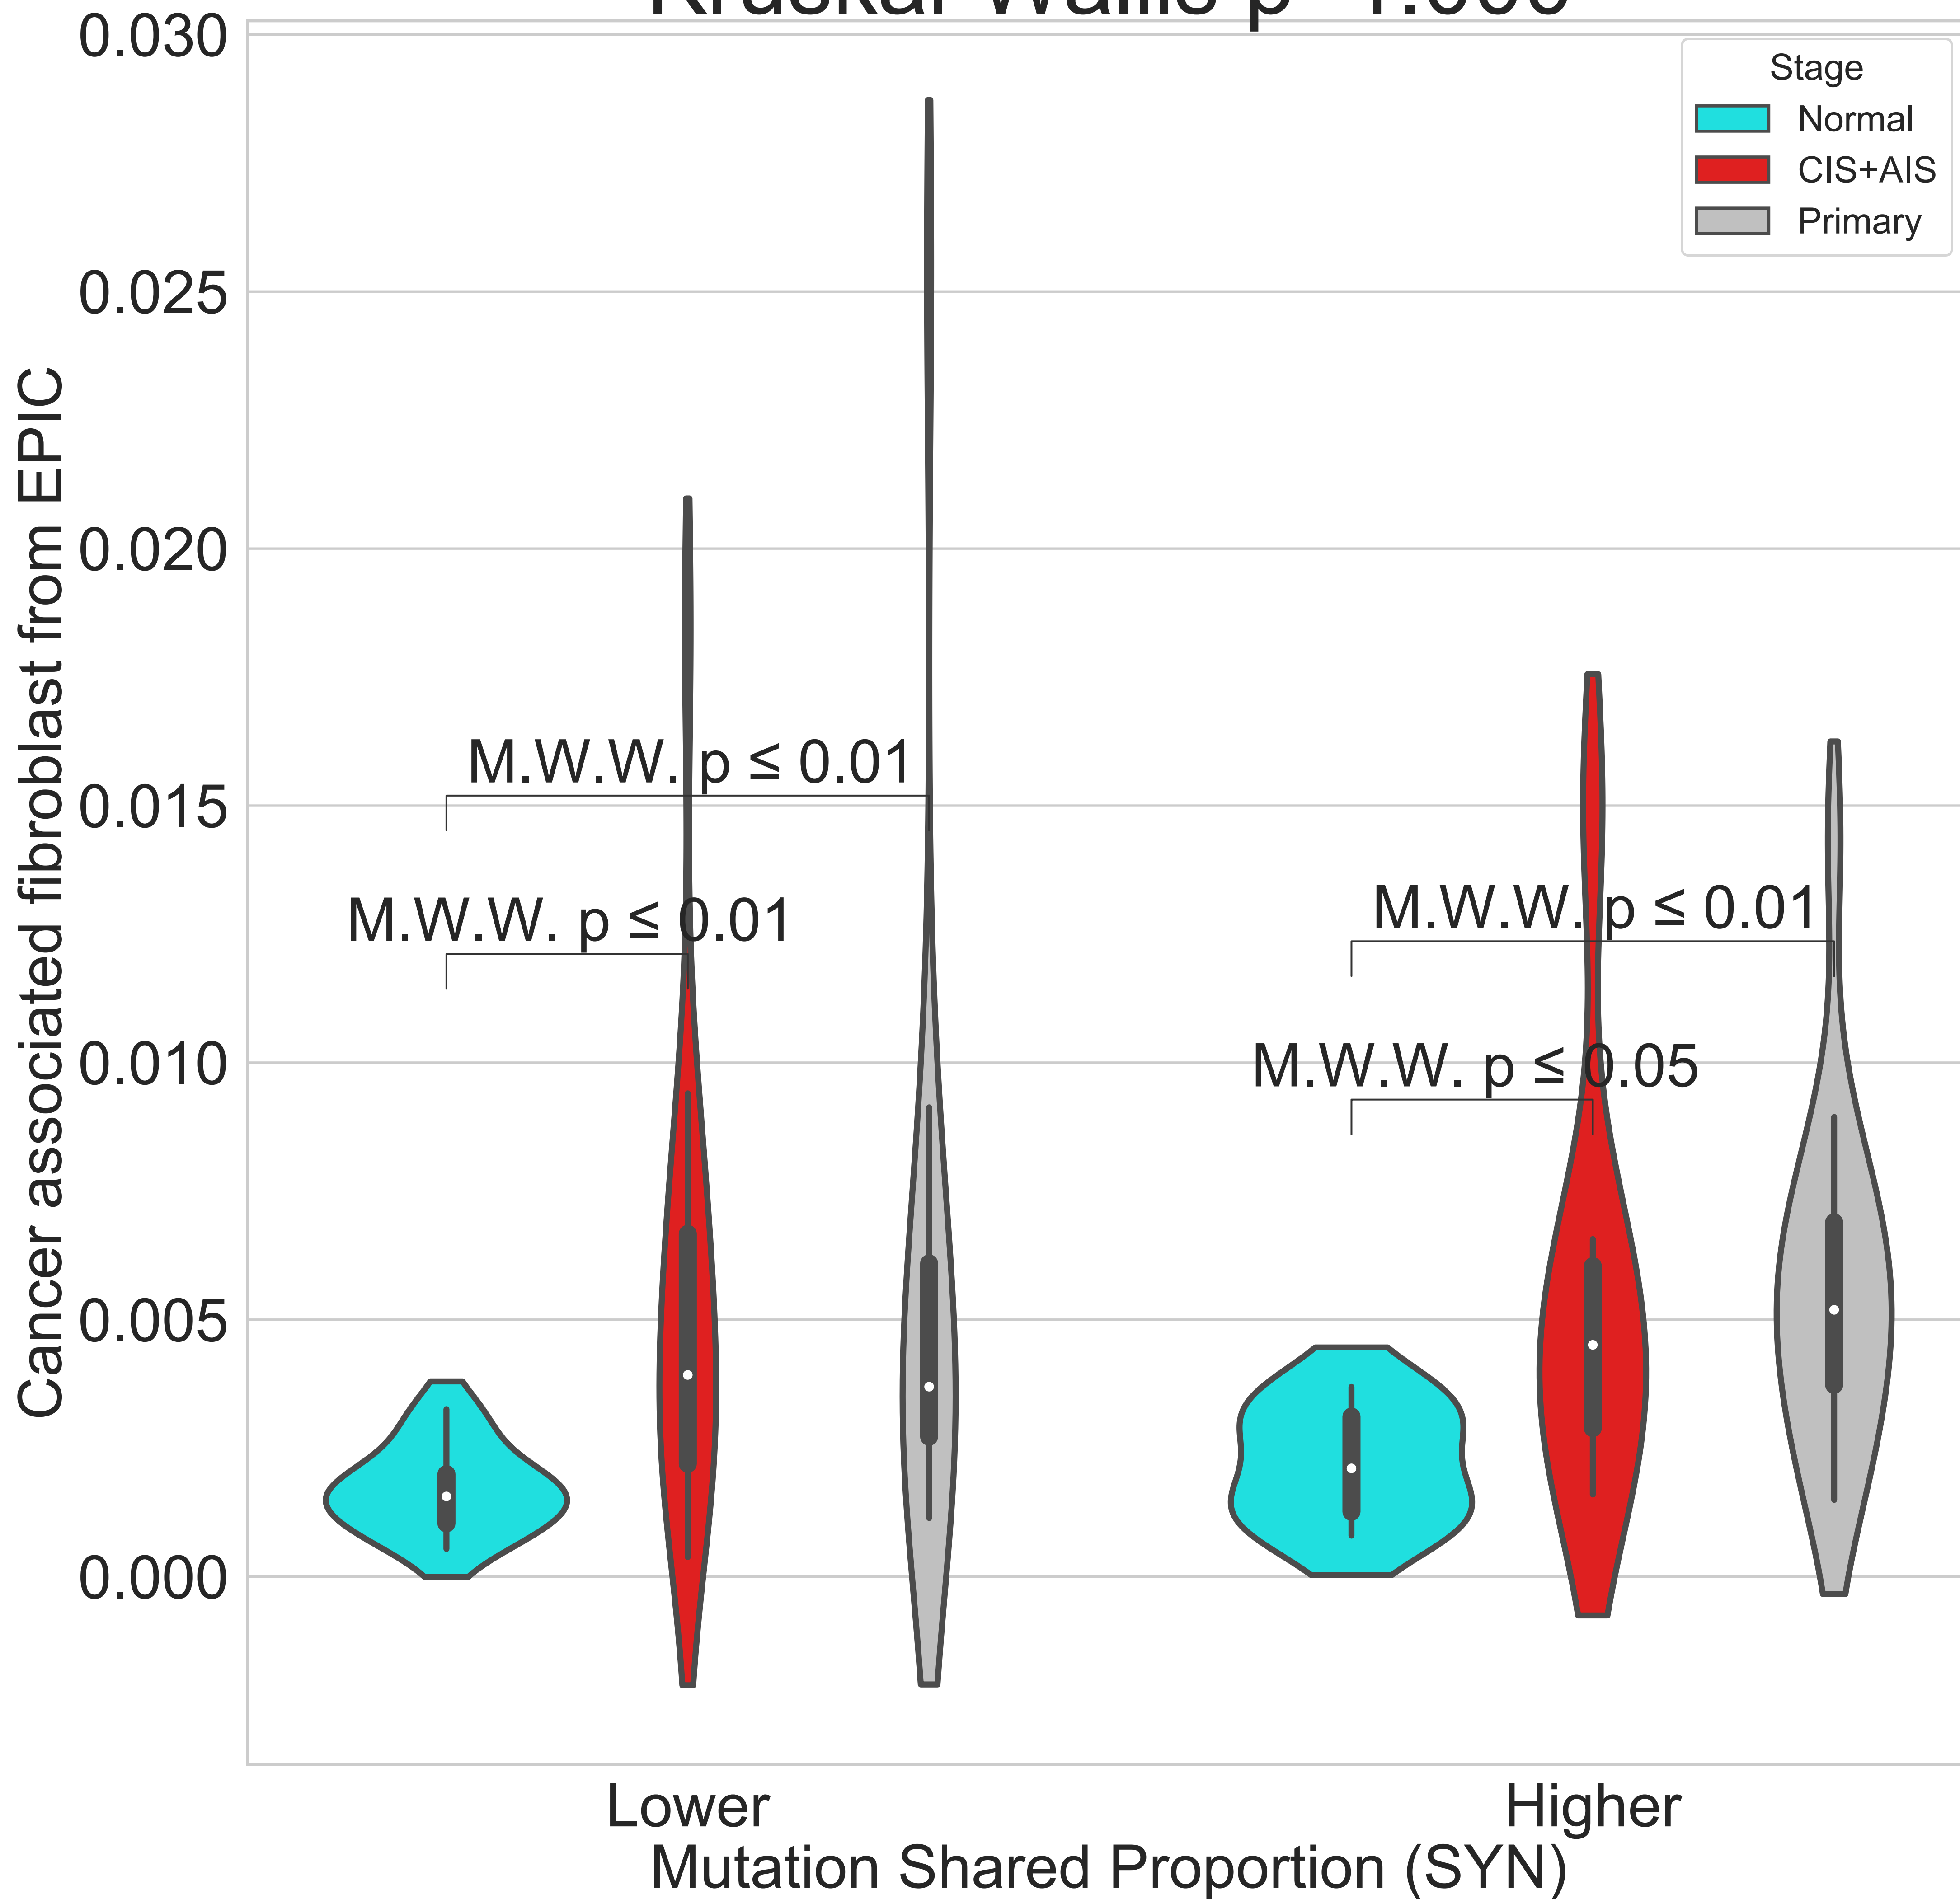 Stage
Normal
CIS+AIS
Primary
0.030
0.025
0.020
0.015
0.010
0.005
0.000
Cancer associated fibroblast from EPIC
M.W.W. p ≤ 0.01
M.W.W. p ≤ 0.01
M.W.W. p ≤ 0.01
M.W.W. p ≤ 0.05
Lower
Higher
Mutation Shared Proportion (SYN)